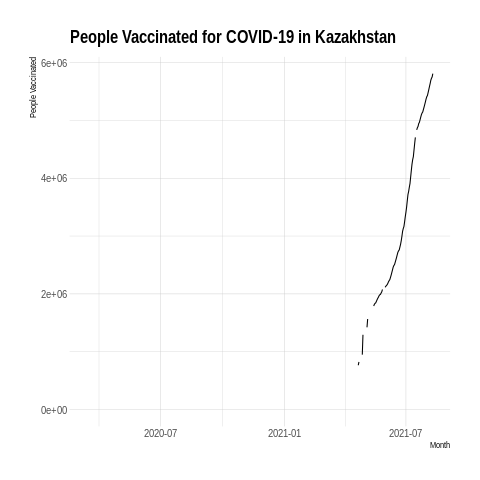 People Vaccinated for COVID-19 in Kazakhstan
People Vaccinated
6e+06
4e+06
2e+06
0e+00
2020-07
2021-01
2021-07
Month